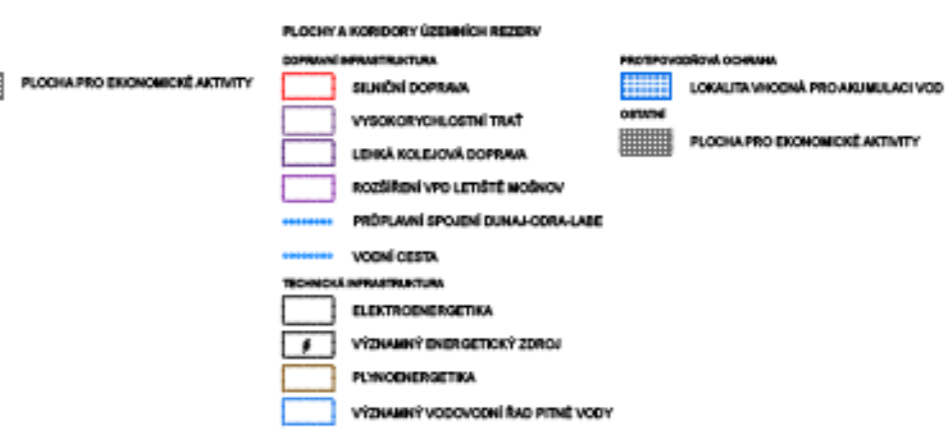 PLOCHA PRO EKONOMICKÉ AKTIVITY
PLOCHY A KORIDORY ÚZEMNÍCH REZERV
DOPRAVNÍ INFRASTRUKTURA
SILNIČNÍ DOPRAVA
VYSOKORYCHLOSTNÍ TRAŤ
LEHKÁ KOLEJOVÁ DOPRAVA
ROZŠÍŘENÍ VPD LETIŠTĚ MOŠNOV
PRŮPLAVNÍ SPOJENÍ DUNAJ-ODRA-LABE
VODNÍ CESTA
TECHNICKÁ INFRASTRUKTURA
ELEKTROENERGETIKA
VÝZNAMNÝ ENERGETICKÝ ZDROJ
PLYNOENERGETIKA
VÝZNAMNÝ VODOVODNÍ ŘAD PITNÉ VODY
PROTIPOVODŇOVÁ OCHRANA
LOKALITA VHODNÁ PRO AKUMULACI VOD
OSTATNÍ
PLOCHA PRO EKONOMICKÉ AKTIVITY